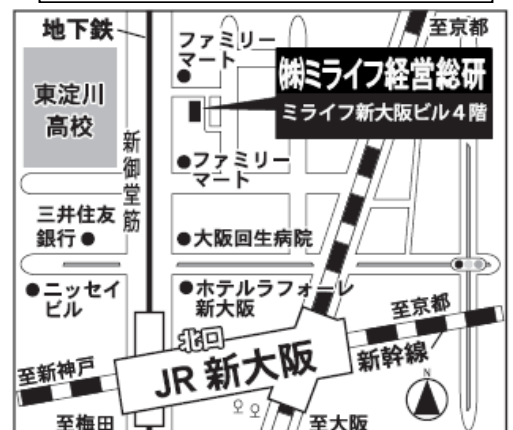 地下鉄
ファミリー
マート
至京都
㈱ミライフ経営総研
ミライフ新大阪ビル4階
東淀川
高校
新御堂筋
ファミリー
マート
三井住友
銀行
大阪回生病院
ニッセイ
ビル
ホテルラフォーレ
新大阪
至京都
北口
JR 新大阪
新幹線
至新神戸
N
至梅田
至大阪